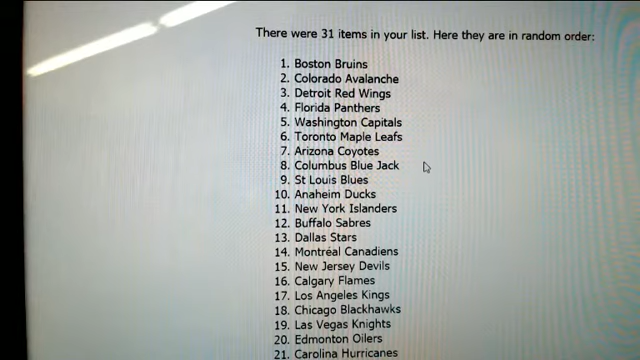 There were 31 items in your list. Here they are in random order:
1. Boston Bruins
2. Colorado Avalanche
3. Detroit Red Wings
4. Florida Panthers
5. Washington Capitals
6. Toronto Maple Leafs
7. Arizona Coyotes
8. Columbus Blue Jack
9. St Louis Blues
10. Anaheim Ducks
11. New York Islanders
12. Buffalo Sabres
13. Dallas Stars
14. Montréal Canadiens
15. New Jersey Devils
16. Calgary Flames
17. Los Angeles Kings
18. Chicago Blackhawks
19. Las Vegas Knights
20. Edmonton Oilers
21. Carolina Hurricanes